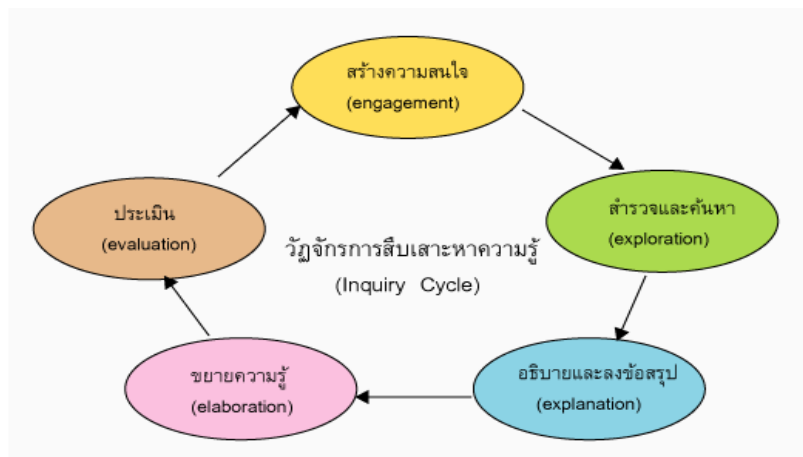 สร้างความสนใจ
(engagement)
สำรวจและค้นหา
(exploration)
อธิบายและลงข้อสรุป
(explanation)
ขยายความรู้
(elaboration)
ประเมิน
(evaluation)
วัฏจักรการสืบเสาะหาความรู้
(Inquiry Cycle)